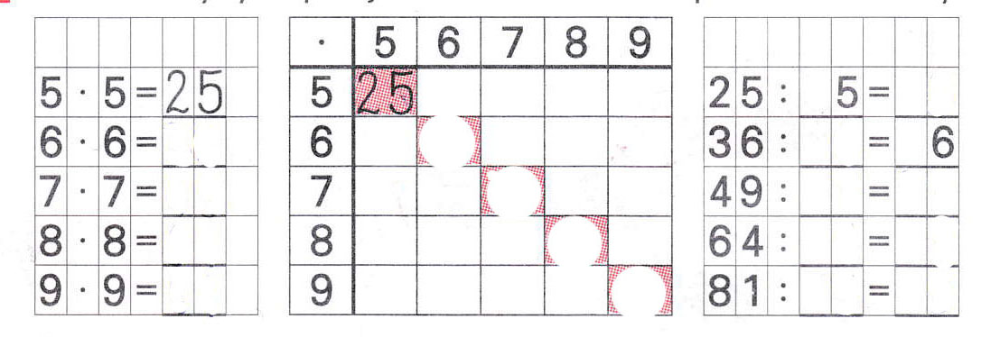 5 · 5 = 25
6 · 6 =
7 · 7 =
8 · 8 =
9 · 9 =
· 5 6 7 8 9
5 25
6
7
8
9
25 : 5 =
36 : = 6
49 : =
64 : =
81 : =